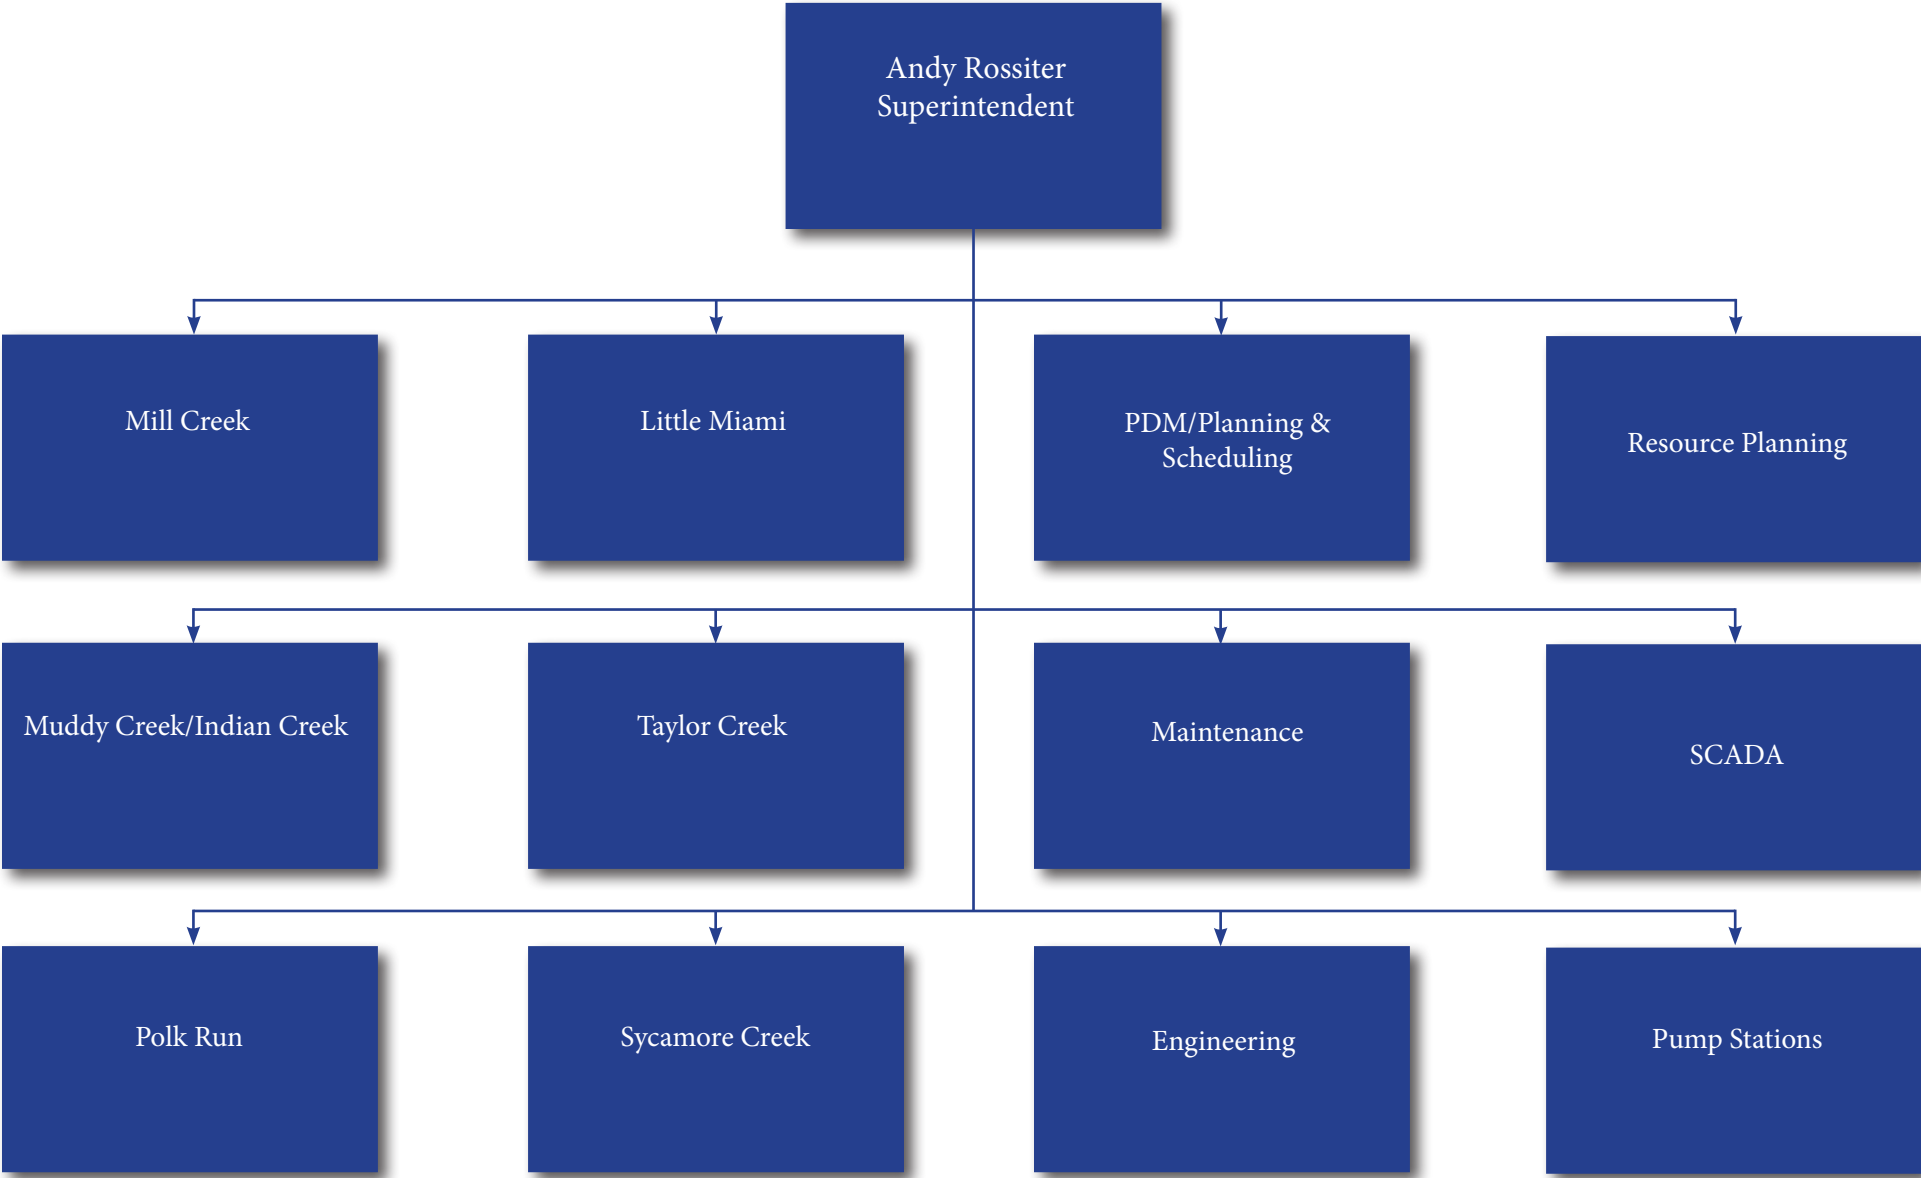 Andy Rossiter
Superintendent
Mill Creek
Little Miami
PDM/Planning &
Scheduling
Resource Planning
Muddy Creek/Indian Creek
Taylor Creek
Maintenance
SCADA
Polk Run
Sycamore Creek
Engineering
Pump Stations